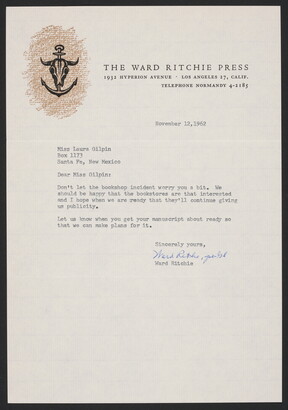 THE WARD RITCHIE PRESS
1932 HYPERION AVENUE · LOS ANGELES 27, CALIF.
TELEPHONE NORMANDY 4-2183
November 12,1962
Miss Laura Gilpin
Box 1173
Santa Fe, New Mexico
Dear Miss Gilpin:
Don't let the bookshop incident worry you a bit. We
should be happy that the bookstores are that interested
and I hope when we are ready that they'll continue giving
us publicity.
Let us know when you get your manuscript about ready so
that we can make plans for it.
Sincerely yours,
Ward Ritchie,
Ward Ritchie